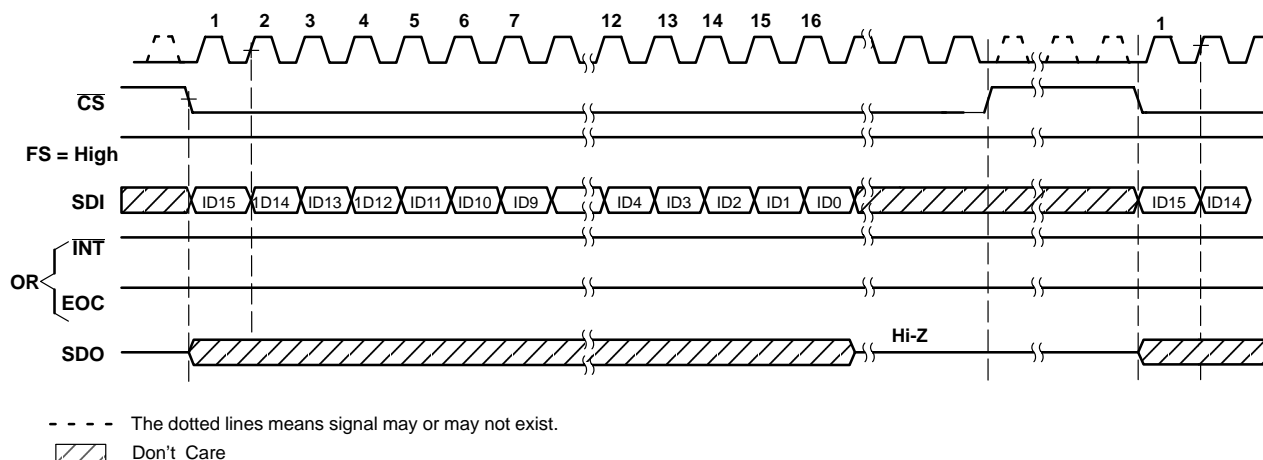 1 2 3 4 5 6 7 12 13 14 15 16 1
CS
FS = High
SDI ID15 1D14 ID13 1D12 ID11 ID10 ID9 ID4 ID3 ID2 ID1 ID0 ID15 ID14
INT
OR
EOC
Hi-Z
SDO
The dotted lines means signal may or may not exist.
Don't Care